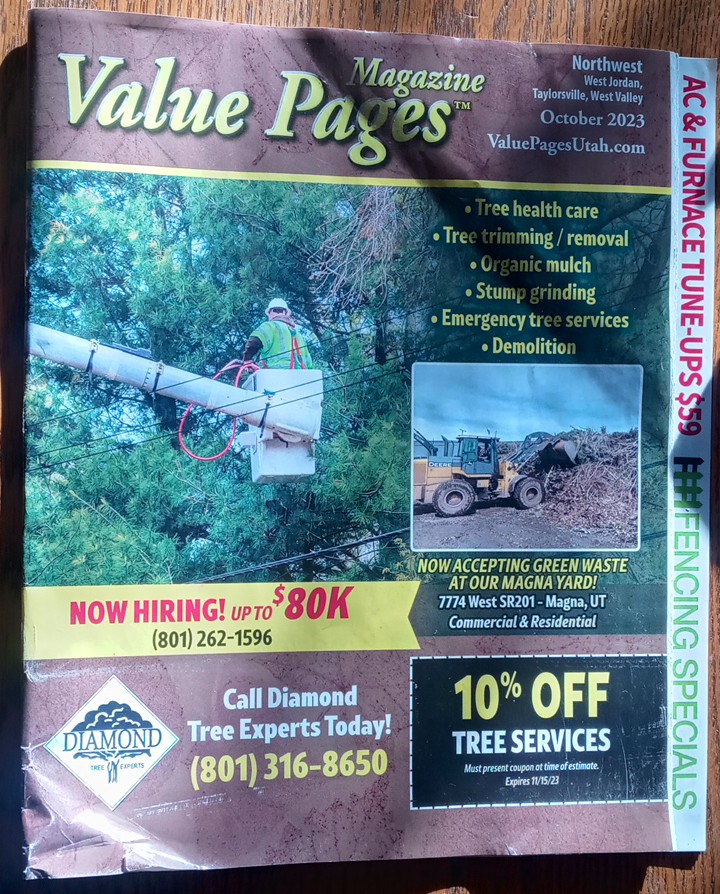 Magazine
Value Pages™
Northwest
West Jordan,
Taylorsville, West Valley
October 2023
ValuePagesUtah.com
• Tree health care
• Tree trimming / removal
• Organic mulch
• Stump grinding
• Emergency tree services
• Demolition
DEERE
NOW ACCEPTING GREEN WASTE
AT OUR MAGNA YARD!
7774 West SR201 - Magna, UT
Commercial & Residential
NOW HIRING! UP TO $80K
(801) 262-1596
DIAMOND
TREE EXPERTS
Call Diamond
Tree Experts Today!
(801) 316-8650
10% OFF
TREE SERVICES
Must present coupon at time of estimate.
Expires 11/15/23
AC & FURNACE TUNE-UPS $59
FENCING SPECIALS